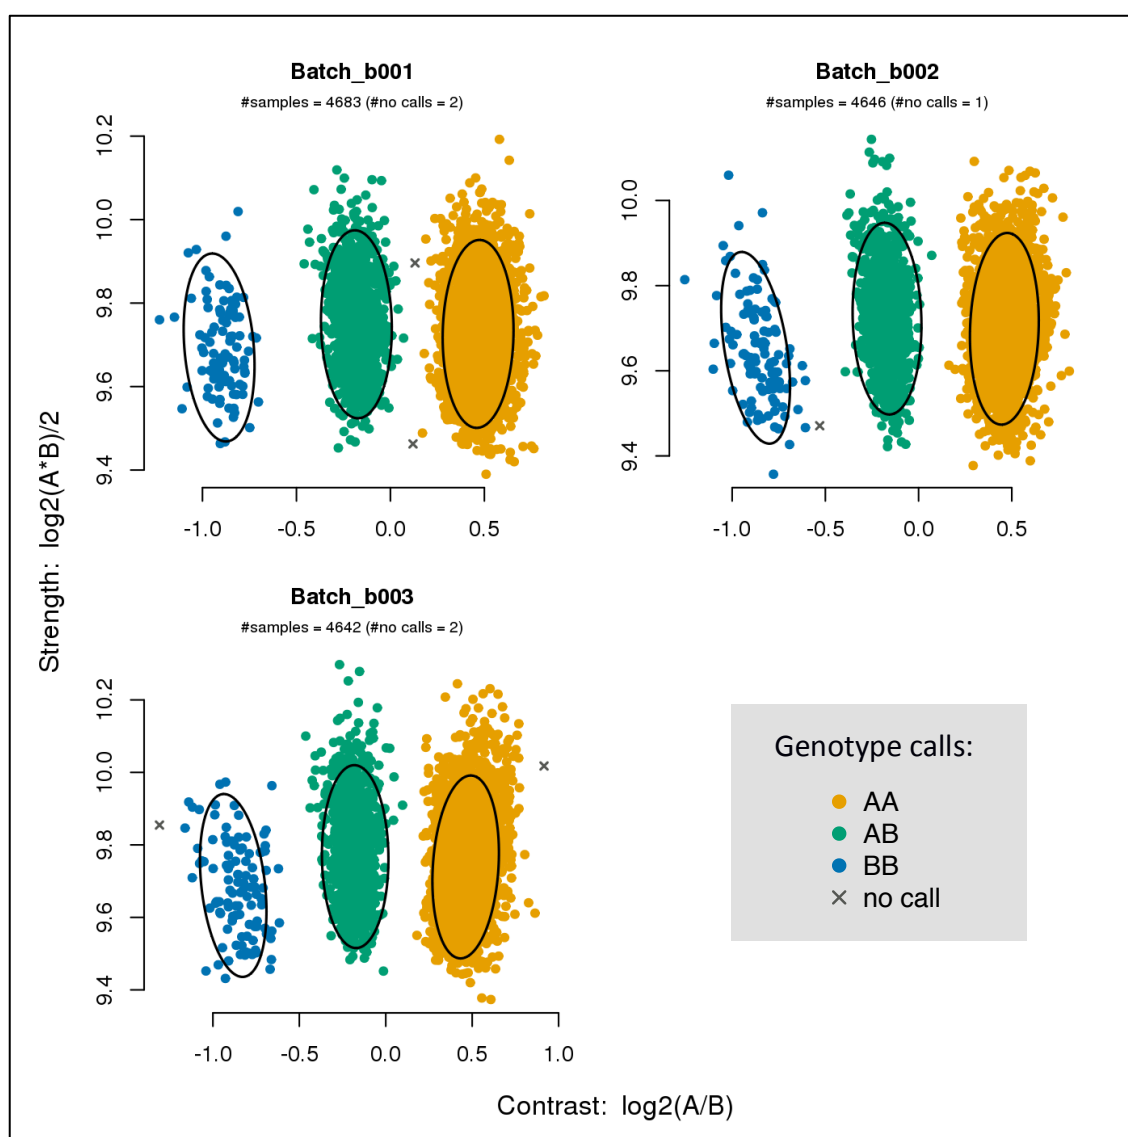 Batch_b001
#samples = 4683 (#no calls = 2)
10.2
10.0
9.8
9.6
9.4
-1.0 -0.5 0.0 0.5
Batch_b002
#samples = 4646 (#no calls = 1)
10.0
9.8
9.6
9.4
-1.0 -0.5 0.0 0.5
Strength: log2(A*B)/2
Batch_b003
#samples = 4642 (#no calls = 2)
10.2
10.0
9.8
9.6
9.4
-1.0 -0.5 0.0 0.5 1.0
Genotype calls:
AA
AB
BB
no call
Contrast: log2(A/B)